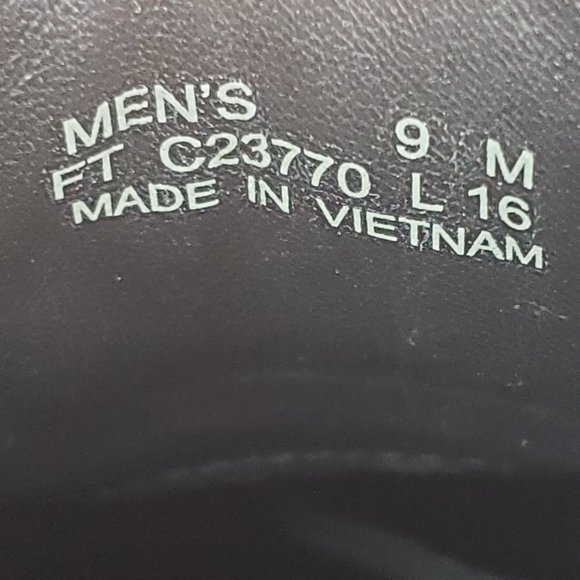 MEN'S 9 M
FT C23770 L 16
MADE IN VIETNAM